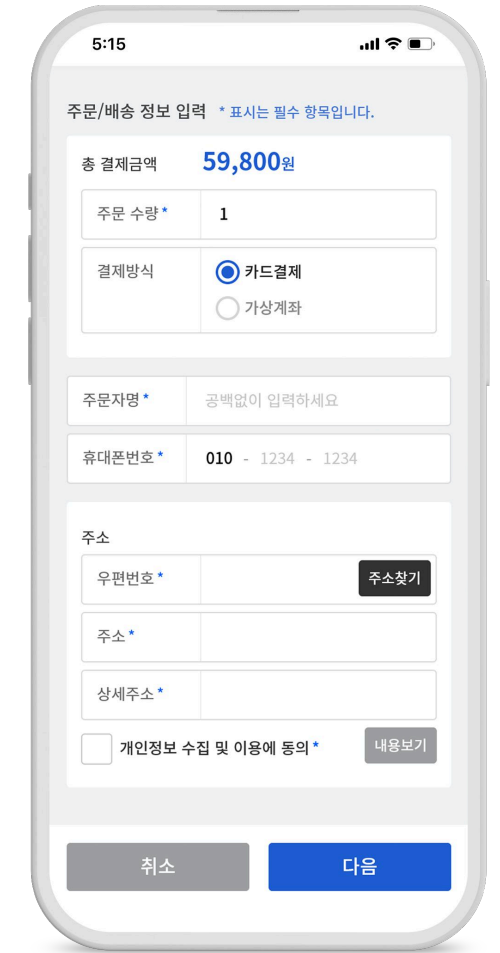 5:15
주문/배송 정보 입력 * 표시는 필수 항목입니다.
총 결제금액 59,800원
주문 수량 * 1
결제방식 카드결제
가상계좌
주문자명 * 공백없이 입력하세요
휴대폰번호 * 010 - 1234 - 1234
주소
우편번호 * 주소찾기
주소 *
상세주소 *
개인정보 수집 및 이용에 동의 * 내용보기
취소 다음